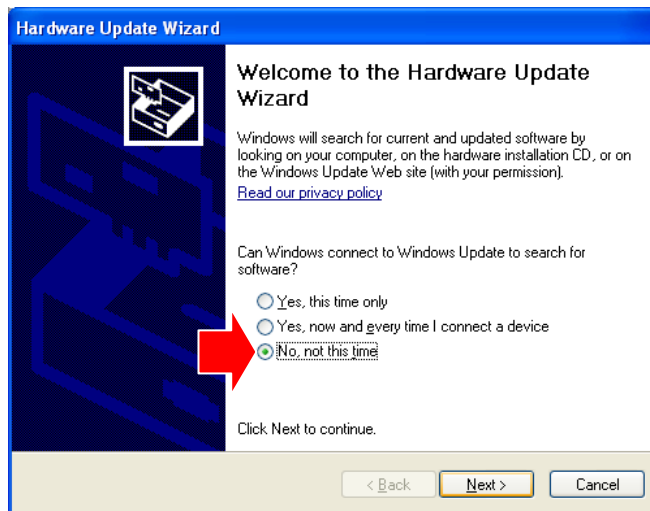 Hardware Update Wizard
Welcome to the Hardware Update
Wizard
Windows will search for current and updated software by
looking on your computer, on the hardware installation CD, or on
the Windows Update Web site (with your permission).
Read our privacy policy
Can Windows connect to Windows Update to search for
software?
Yes, this time only
Yes, now and every time I connect a device
No, not this time
Click Next to continue.
< Back Next > Cancel